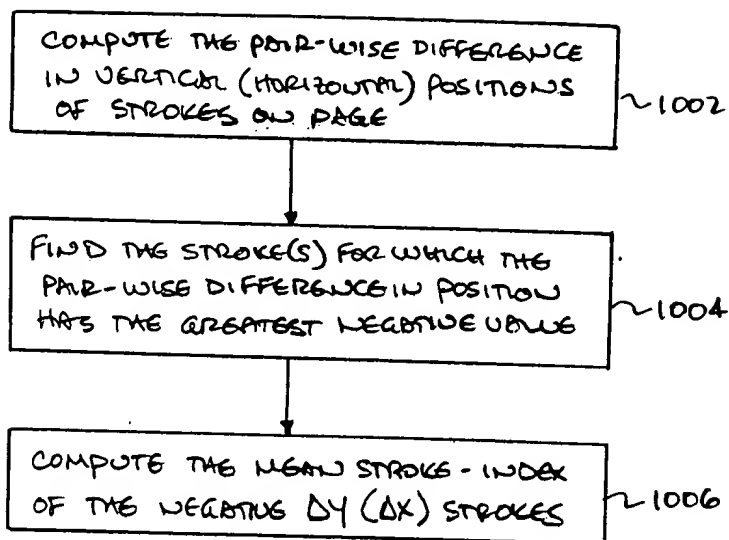 COMPUTE THE PAIR-WISE DIFFERENCE
IN VERTICAL (HORIZONTAL) POSITIONS
OF STROKES ON PAGE
1002
FIND THE STROKE(S) FOR WHICH THE
PAIR-WISE DIFFERENCE IN POSITION
HAS THE GREATEST NEGATIVE VALUE
1004
COMPUTE THE MEAN STROKE-INDEX
OF THE NEGATIVE ΔY (ΔX) STROKES
1006